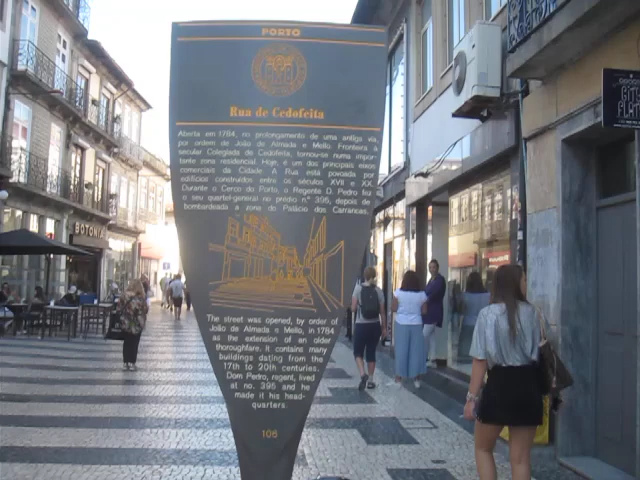 PORTO
Rua de Cedofeita
Aberta em 1784, no prolongamento de uma antiga via,
por ordem de João de Almada e Mello. Fronteira à
secular Colegiada de Cedofeita, tornou-se numa impor-
tante zona residencial. Hoje, é um dos principais eixos
comerciais da Cidade. A Rua está povoada por
edifícios construídos entre os séculos XVII e XX.
Durante o Cerco do Porto, o Regente D. Pedro fez
o seu quartel-general no prédio n.º 395, depois de
bombardeada a zona do Palácio dos Carrancas.
The street was opened, by order of
João de Almada e Mello, in 1784
as the extension of an older
thoroughfare. It contains many
buildings dating from the
17th to 20th centuries.
Dom Pedro, regent, lived
at no. 395 and he
made it his head-
quarters.
106
BOTONIA